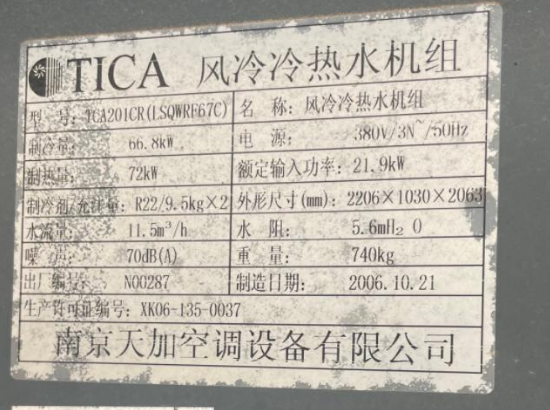 TICA 风冷冷热水机组
型 号: TCA201CR(LSQWRF67C) 名 称: 风冷冷热水机组
制冷量: 66.8kW 电 源: 380V/3N~/50Hz
制热量: 72kW 额定输入功率: 21.9kW
制冷剂/充注量: R22/9.5kg×2 外形尺寸(mm): 2206×1030×2063
水流量: 11.5m³/h 水 阻: 5.6mH₂O
噪 声: 70dB(A) 重 量: 740kg
出厂编号: N00287 制造日期: 2006.10.21
生产许可证编号: XK06-135-0037
南京天加空调设备有限公司